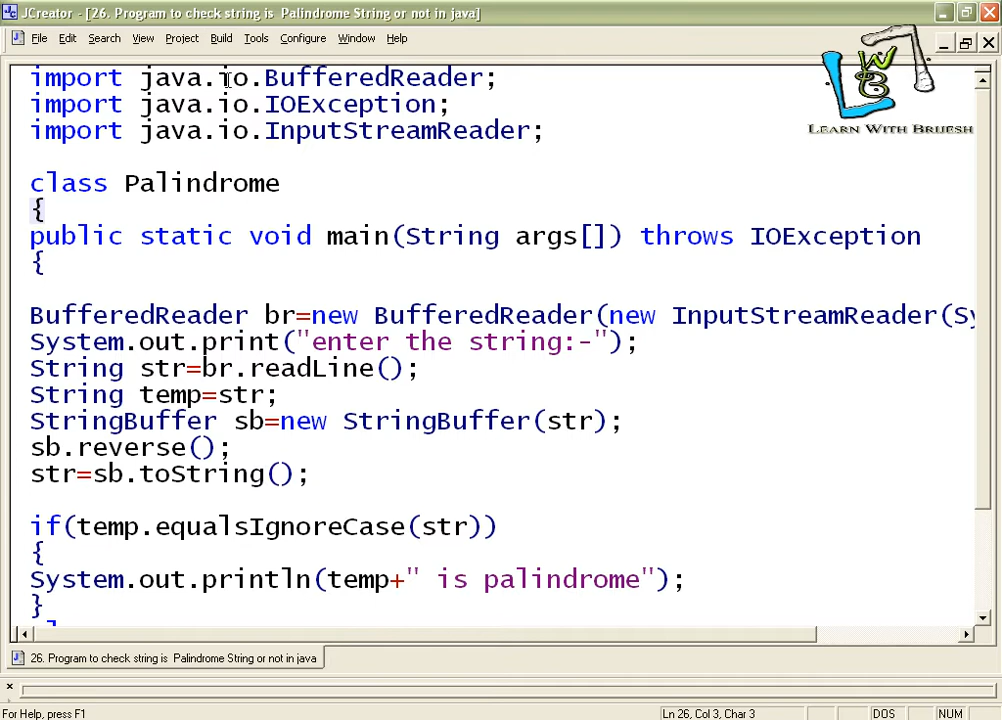 JCreator - [26. Program to check string is Palindrome String or not in java]
File Edit Search View Project Build Tools Configure Window Help
LEARN WITH BRIJESH
import java.io.BufferedReader;
import java.io.IOException;
import java.io.InputStreamReader;
class Palindrome
{
public static void main(String args[]) throws IOException
{
BufferedReader br=new BufferedReader(new InputStreamReader(Sy
System.out.print("enter the string:-");
String str=br.readLine();
String temp=str;
StringBuffer sb=new StringBuffer(str);
sb.reverse();
str=sb.toString();
if(temp.equalsIgnoreCase(str))
{
System.out.println(temp+" is palindrome");
}
26. Program to check string is Palindrome String or not in java
For Help, press F1
Ln 26, Col 3, Char 3
DOS
NUM